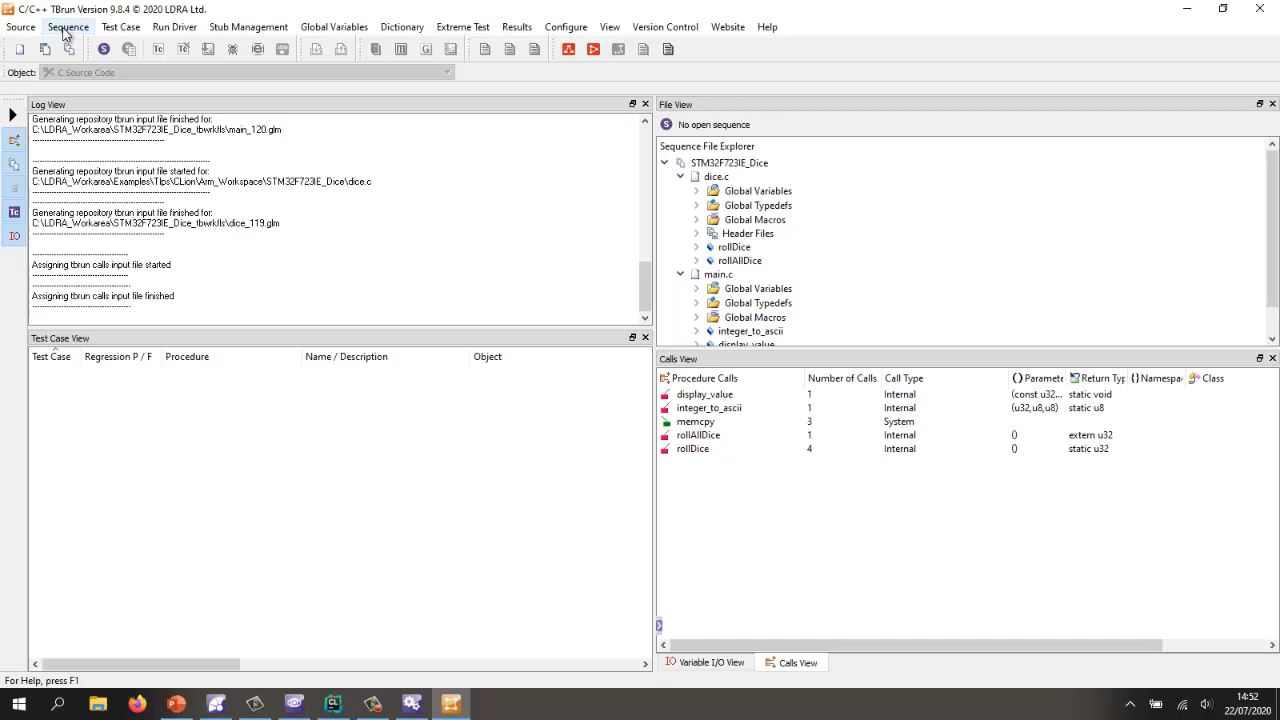 C/C++ TBrun Version 9.8.4 © 2020 LDRA Ltd.
Source Sequence Test Case Run Driver Stub Management Global Variables Dictionary Extreme Test Results Configure View Version Control Website Help
Object: C Source Code
Log View
Generating repository tbrun input file finished for:
C:\LDRA_Workarea\STM32F723IE_Dice_tbwrkfls\main_120.glm
Generating repository tbrun input file started for:
C:\LDRA_Workarea\Examples\TIps\CLion\Arm_Workspace\STM32F723IE_Dice\dice.c
Generating repository tbrun input file finished for:
C:\LDRA_Workarea\STM32F723IE_Dice_tbwrkfls\dice_119.glm
Assigning tbrun calls input file started
Assigning tbrun calls input file finished
Test Case View
Test Case Regression P / F Procedure Name / Description Object
File View
No open sequence
Sequence File Explorer
STM32F723IE_Dice
dice.c
Global Variables
Global Typedefs
Global Macros
Header Files
rollDice
rollAllDice
main.c
Global Variables
Global Typedefs
Global Macros
integer_to_ascii
display_value
Calls View
Procedure Calls Number of Calls Call Type () Paramete Return Typ {} Namespa Class
display_value 1 Internal (const u32... static void
integer_to_ascii 1 Internal (u32,u8,u8) static u8
memcpy 3 System
rollAllDice 1 Internal () extern u32
rollDice 4 Internal () static u32
Variable I/O View Calls View
For Help, press F1
14:52
22/07/2020